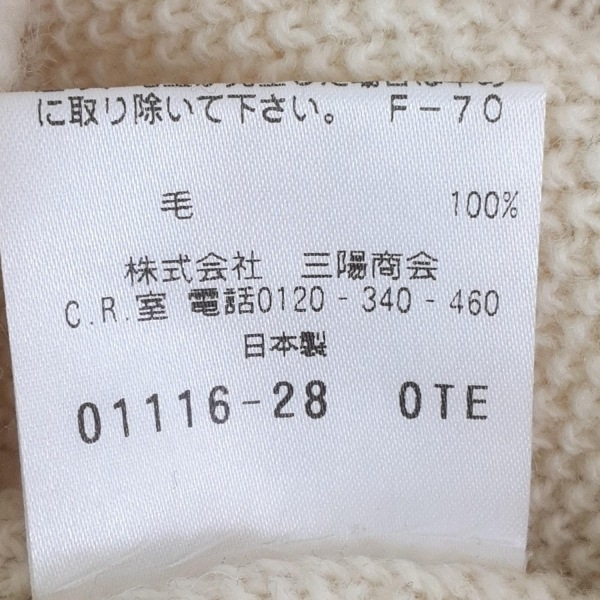 に取り除いて下さい。 F-70
毛 100%
株式会社 三陽商会
C.R.室 電話0120-340-460
日本製
01116-28 OTE